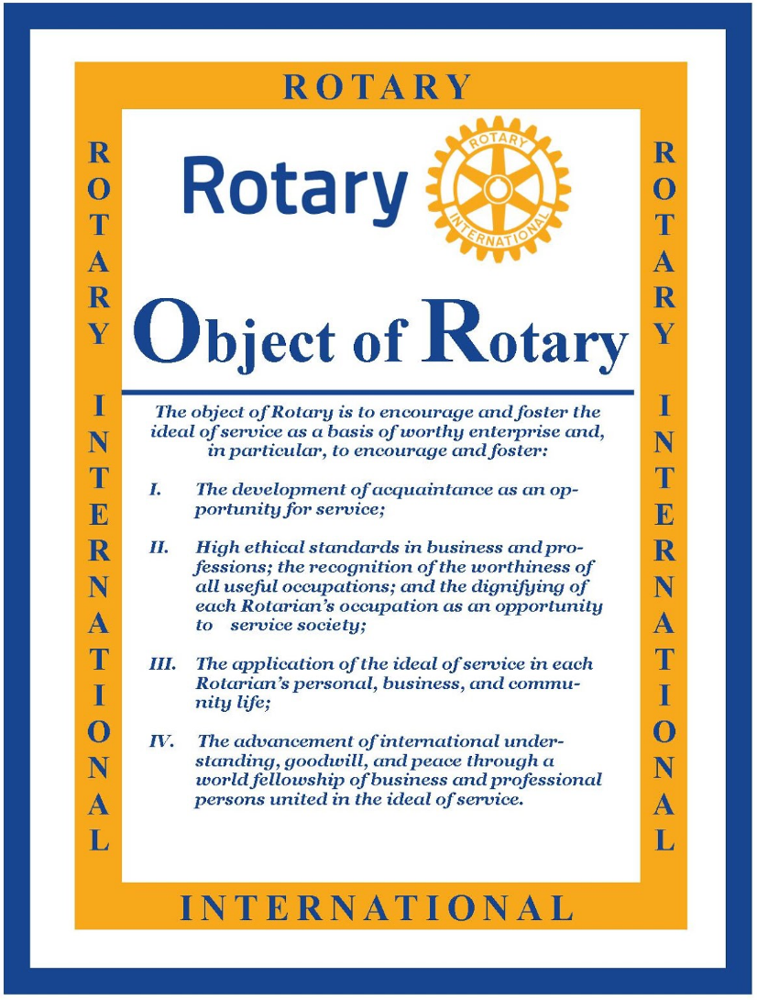 ROTARY
ROTARY INTERNATIONAL
ROTARY INTERNATIONAL
Rotary
ROTARY
INTERNATIONAL
Object of Rotary
The object of Rotary is to encourage and foster the
ideal of service as a basis of worthy enterprise and,
in particular, to encourage and foster:
I. The development of acquaintance as an op-
portunity for service;
II. High ethical standards in business and pro-
fessions; the recognition of the worthiness of
all useful occupations; and the dignifying of
each Rotarian's occupation as an opportunity
to service society;
III. The application of the ideal of service in each
Rotarian's personal, business, and commu-
nity life;
IV. The advancement of international under-
standing, goodwill, and peace through a
world fellowship of business and professional
persons united in the ideal of service.
INTERNATIONAL